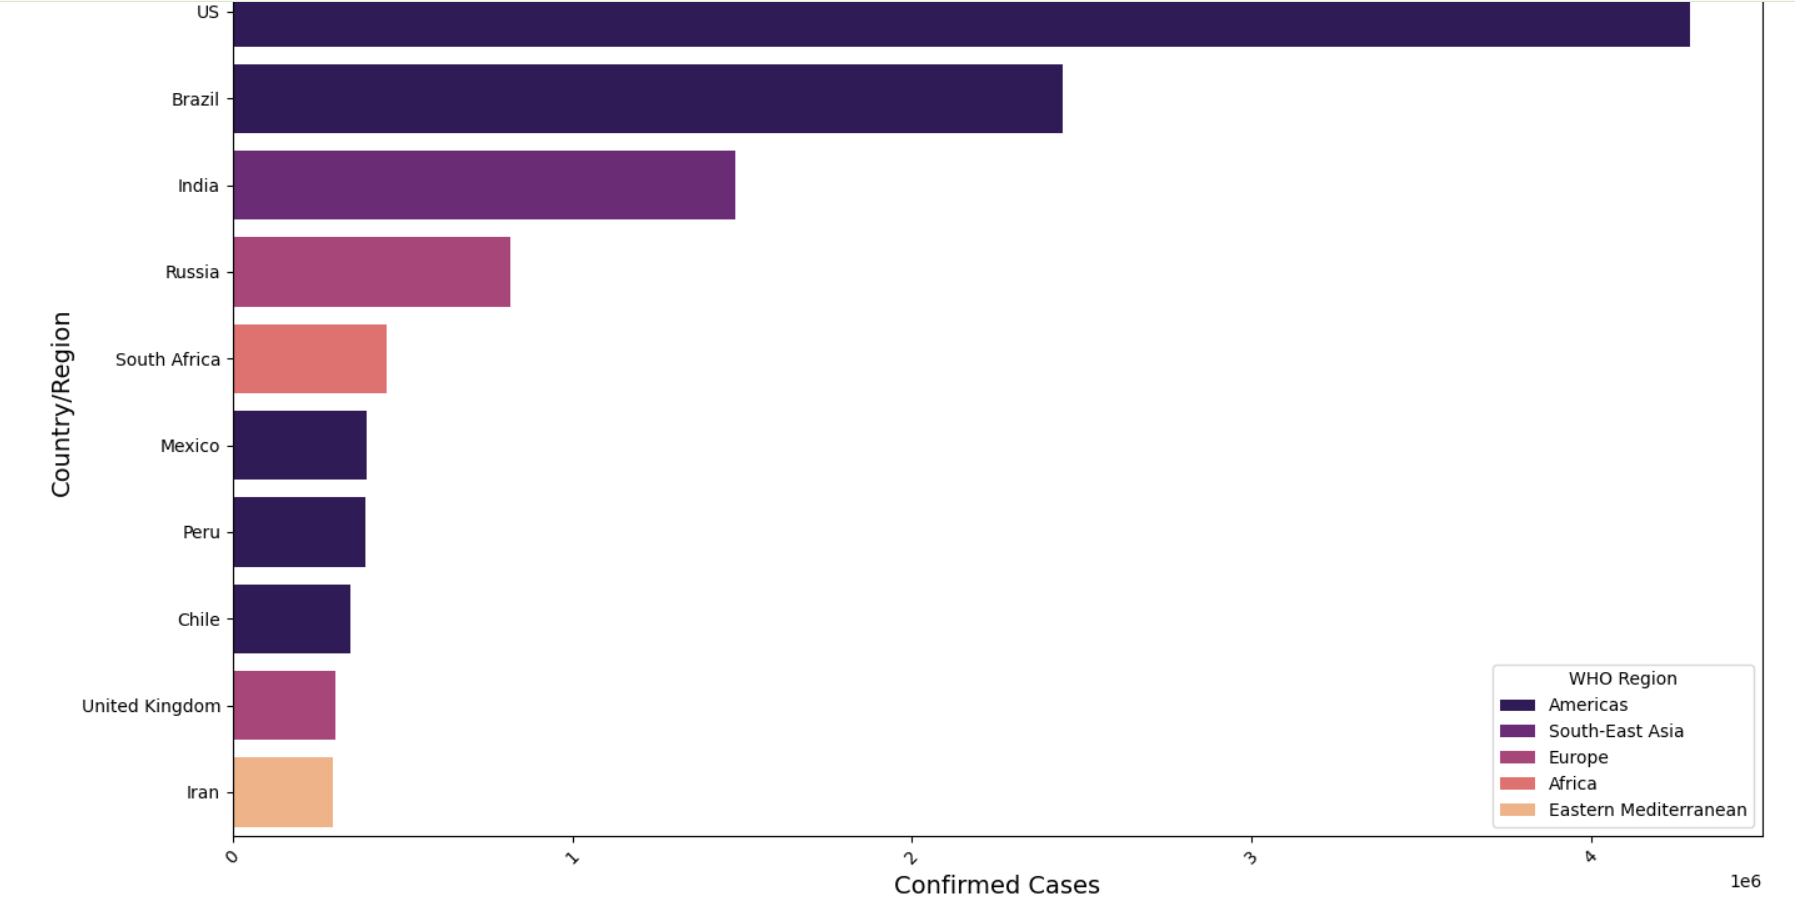 US
Brazil
India
Russia
South Africa
Mexico
Peru
Chile
United Kingdom
Iran
Country/Region
0
1
2
3
4
1e6
Confirmed Cases
WHO Region
Americas
South-East Asia
Europe
Africa
Eastern Mediterranean